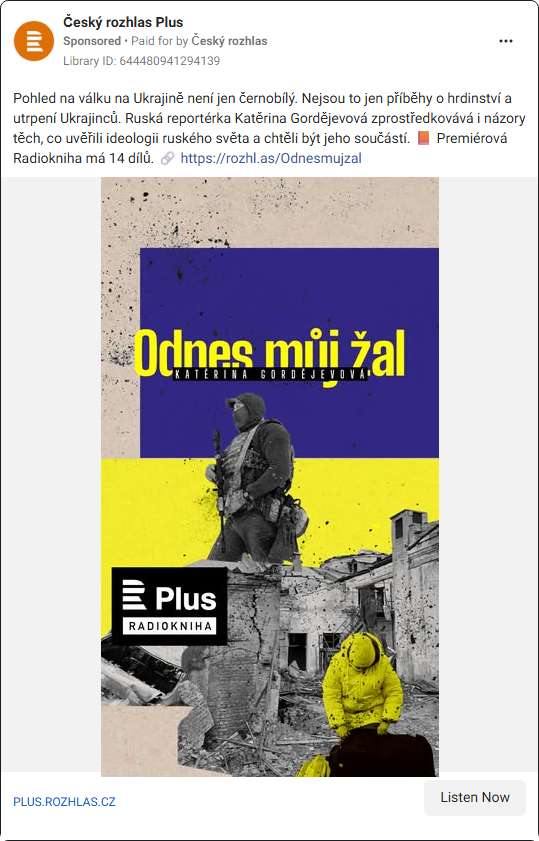 Český rozhlas Plus
Sponsored • Paid for by Český rozhlas
Library ID: 644480941294139
Pohled na válku na Ukrajině není jen černobílý. Nejsou to jen příběhy o hrdinství a
utrpení Ukrajinců. Ruská reportérka Katěrina Gordějevová zprostředkovává i názory
těch, co uvěřili ideologii ruského světa a chtěli být jeho součástí. 📕 Premiérová
Radiokniha má 14 dílů. 🔗 https://rozhl.as/Odnesmujzal
Odnes můj žal
KATĚRINA GORDĚJEVOVÁ
Plus
RADIOKNIHA
PLUS.ROZHLAS.CZ
Listen Now